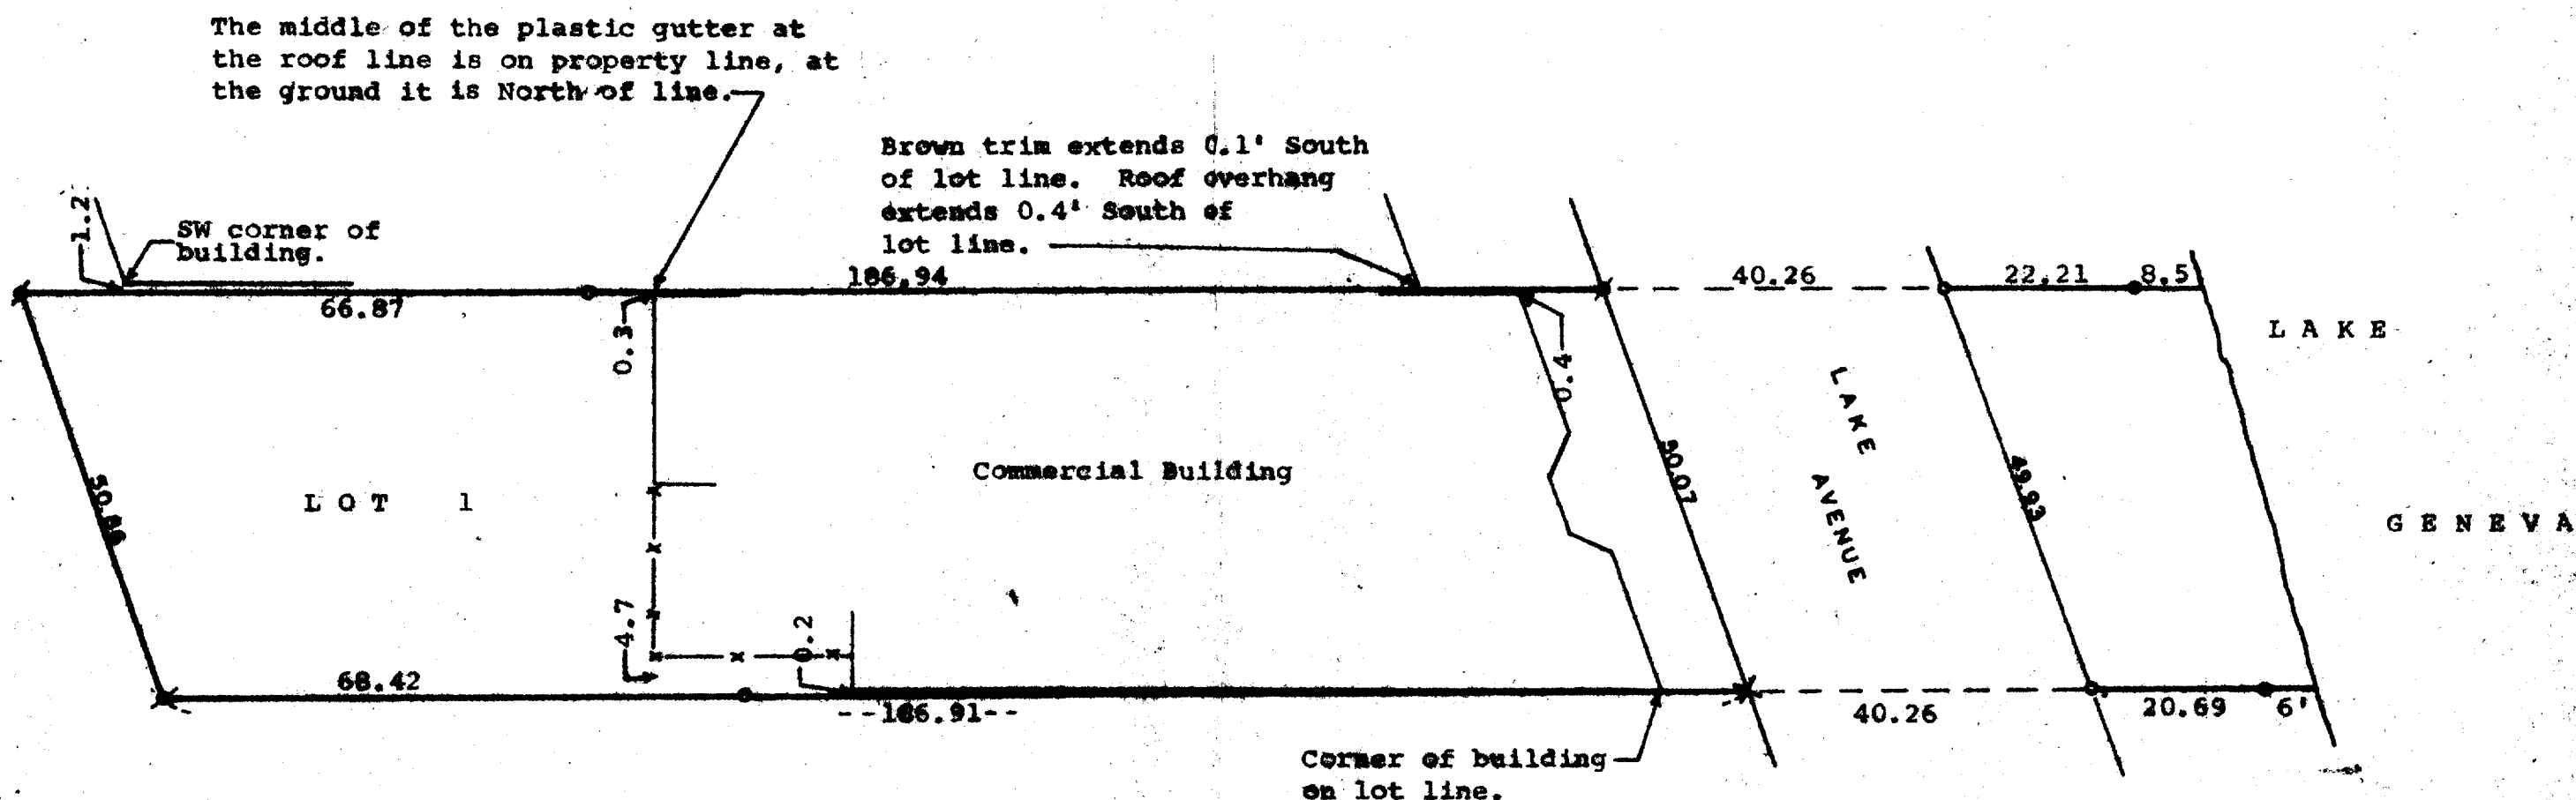 The middle of the plastic gutter at
the roof line is on property line, at
the ground it is North of line.
Brown trim extends 0.1' South
of lot line. Roof overhang
extends 0.4' South of
lot line.
1.2
SW corner of
building.
66.87
186.94
40.26
22.21
8.5
0.3
0.4
LAKE
LAKE
AVENUE
GENEVA
50.07
49.93
LOT 1
Commercial Building
4.7
0.2
68.42
--186.91--
40.26
20.69
6'
Corner of building
on lot line.